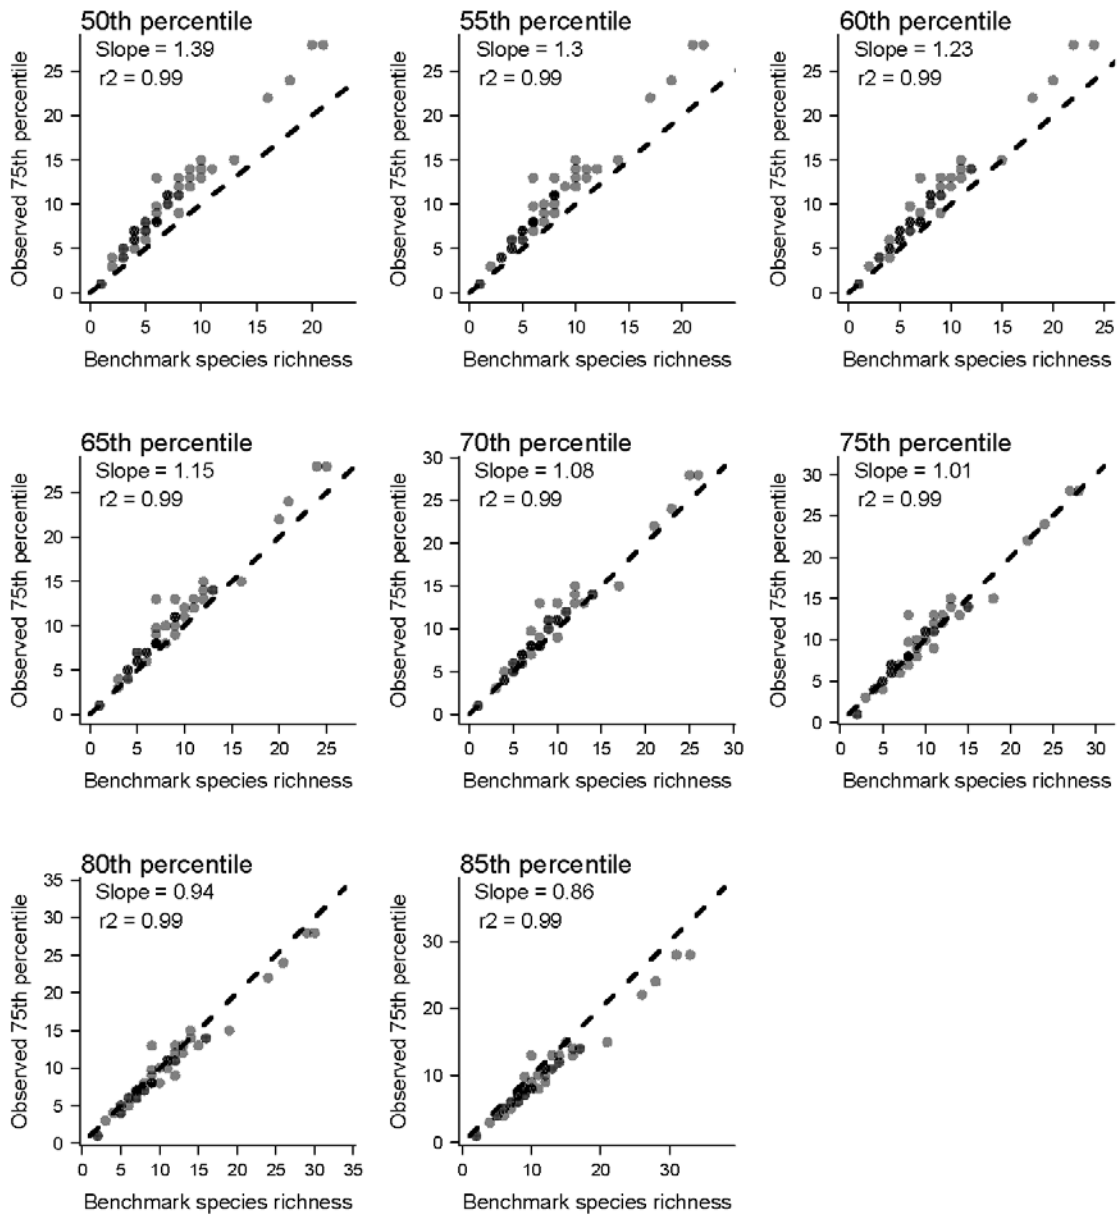 50th percentile
Slope = 1.39
r2 = 0.99
25
20
15
10
5
0
Observed 75th percentile
0 5 10 15 20
Benchmark species richness
55th percentile
Slope = 1.3
r2 = 0.99
25
20
15
10
5
0
Observed 75th percentile
0 5 10 15 20
Benchmark species richness
60th percentile
Slope = 1.23
r2 = 0.99
25
20
15
10
5
0
Observed 75th percentile
0 5 10 15 20 25
Benchmark species richness
65th percentile
Slope = 1.15
r2 = 0.99
25
20
15
10
5
0
Observed 75th percentile
0 5 10 15 20 25
Benchmark species richness
70th percentile
Slope = 1.08
r2 = 0.99
30
25
20
15
10
5
0
Observed 75th percentile
0 5 10 15 20 25 30
Benchmark species richness
75th percentile
Slope = 1.01
r2 = 0.99
30
25
20
15
10
5
0
Observed 75th percentile
0 5 10 15 20 25 30
Benchmark species richness
80th percentile
Slope = 0.94
r2 = 0.99
35
30
25
20
15
10
5
0
Observed 75th percentile
0 5 10 15 20 25 30 35
Benchmark species richness
85th percentile
Slope = 0.86
r2 = 0.99
30
20
10
0
Observed 75th percentile
0 10 20 30
Benchmark species richness